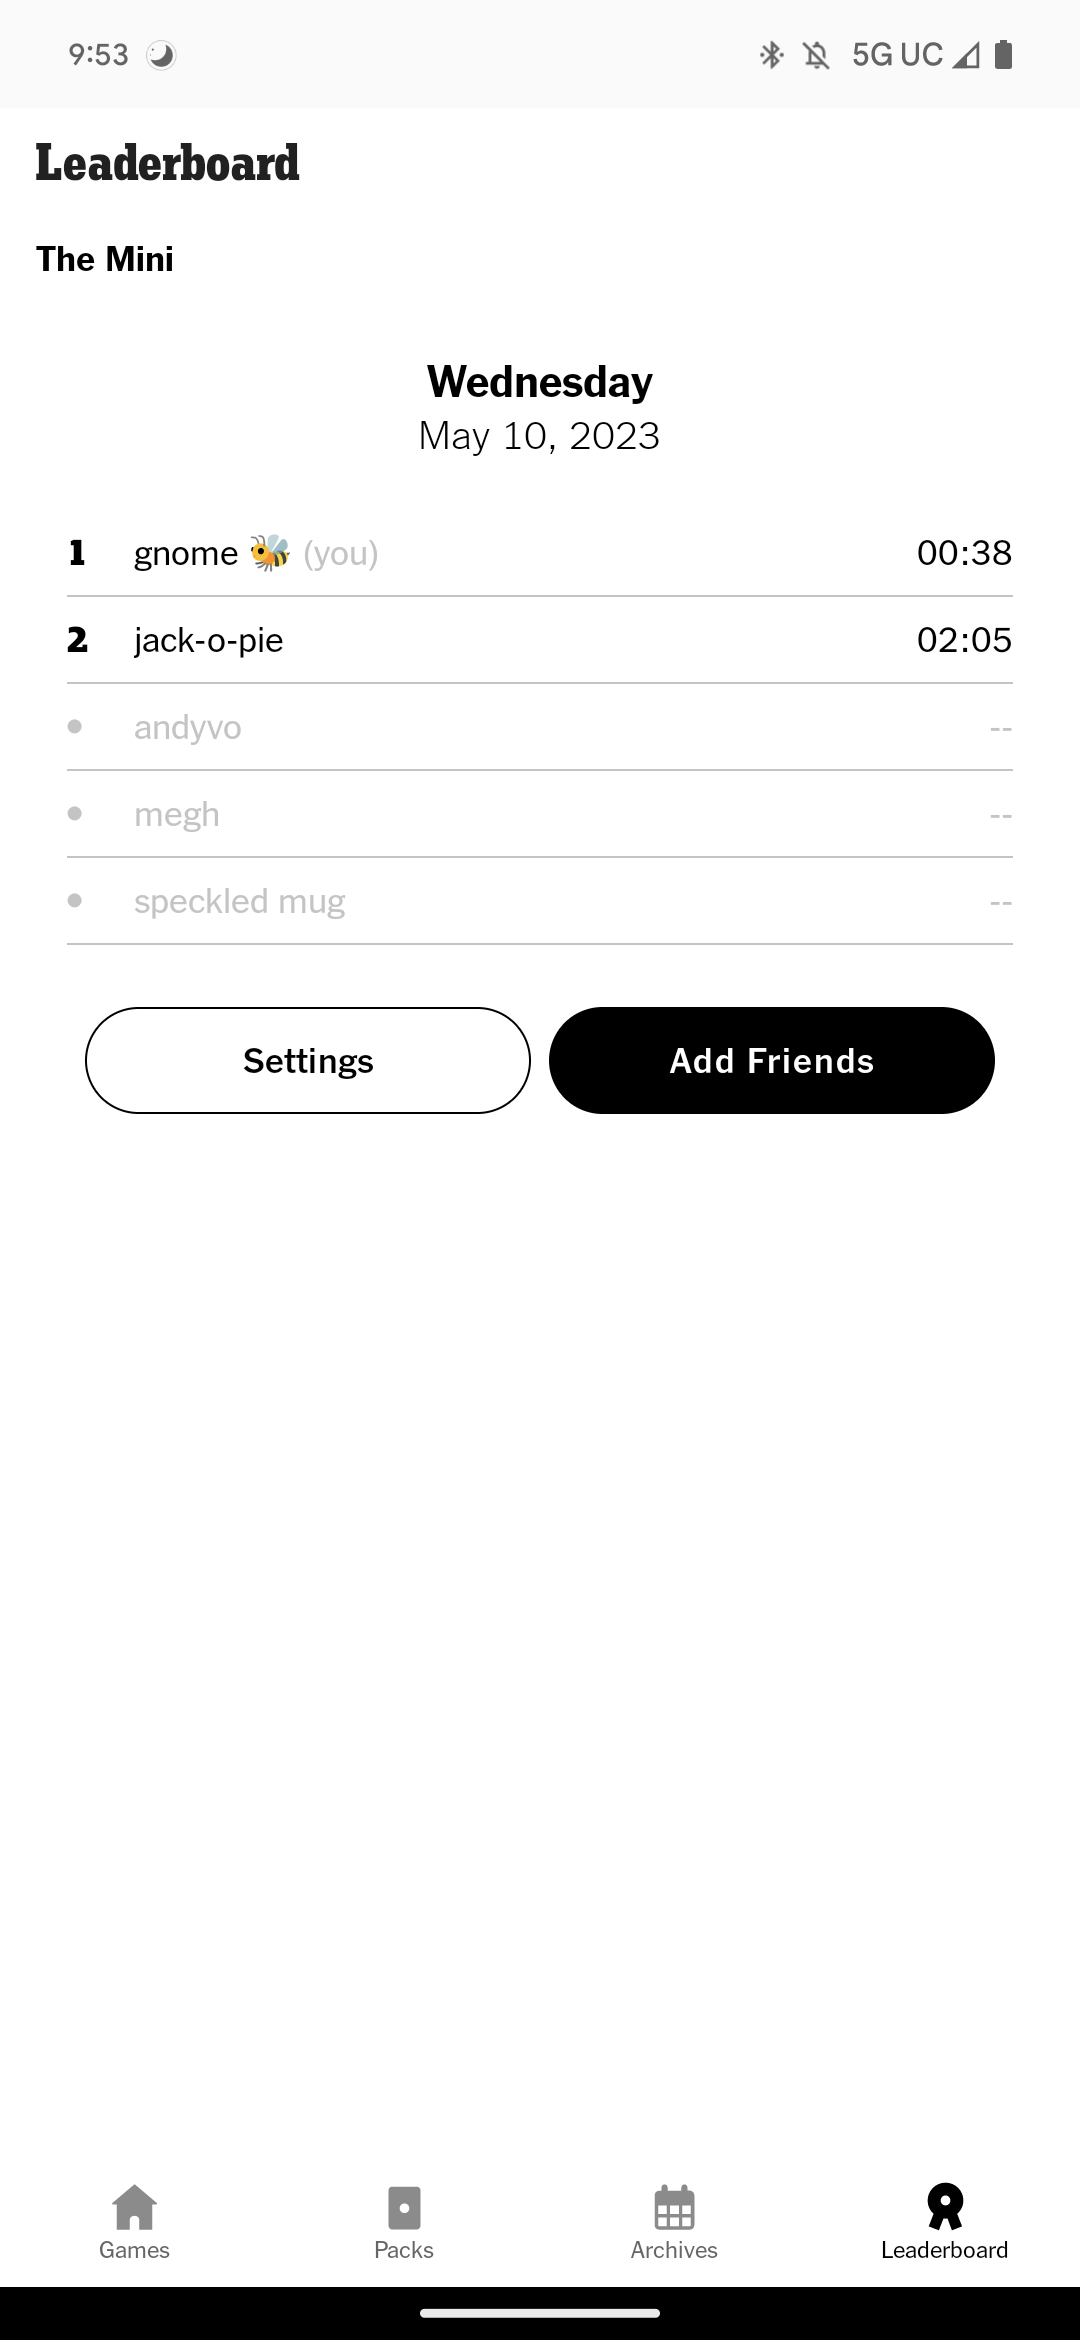 9:53 5G UC
Leaderboard
The Mini
Wednesday
May 10, 2023
1 gnome 🐝 (you) 00:38
2 jack-o-pie 02:05
• andyvo --
• megh --
• speckled mug --
Settings Add Friends
Games Packs Archives Leaderboard